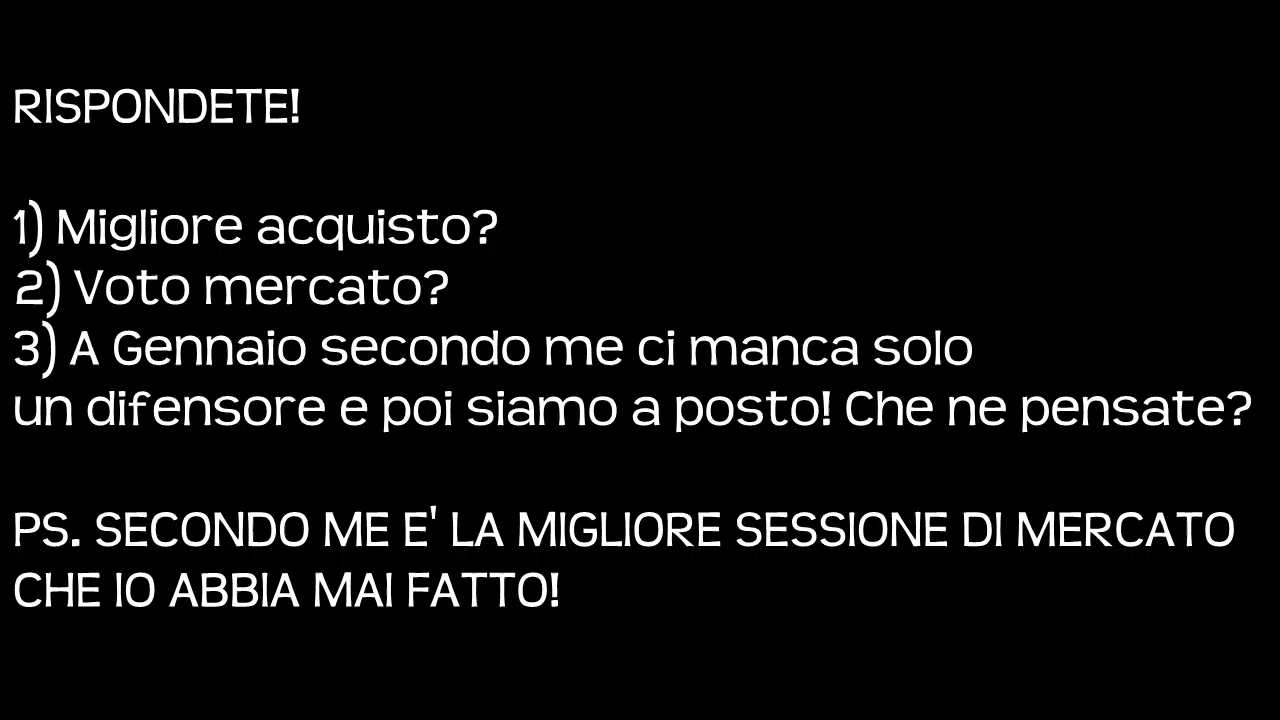 RISPONDETE!
1) Migliore acquisto?
2) Voto mercato?
3) A Gennaio secondo me ci manca solo
un difensore e poi siamo a posto! Che ne pensate?
PS. SECONDO ME E' LA MIGLIORE SESSIONE DI MERCATO
CHE IO ABBIA MAI FATTO!